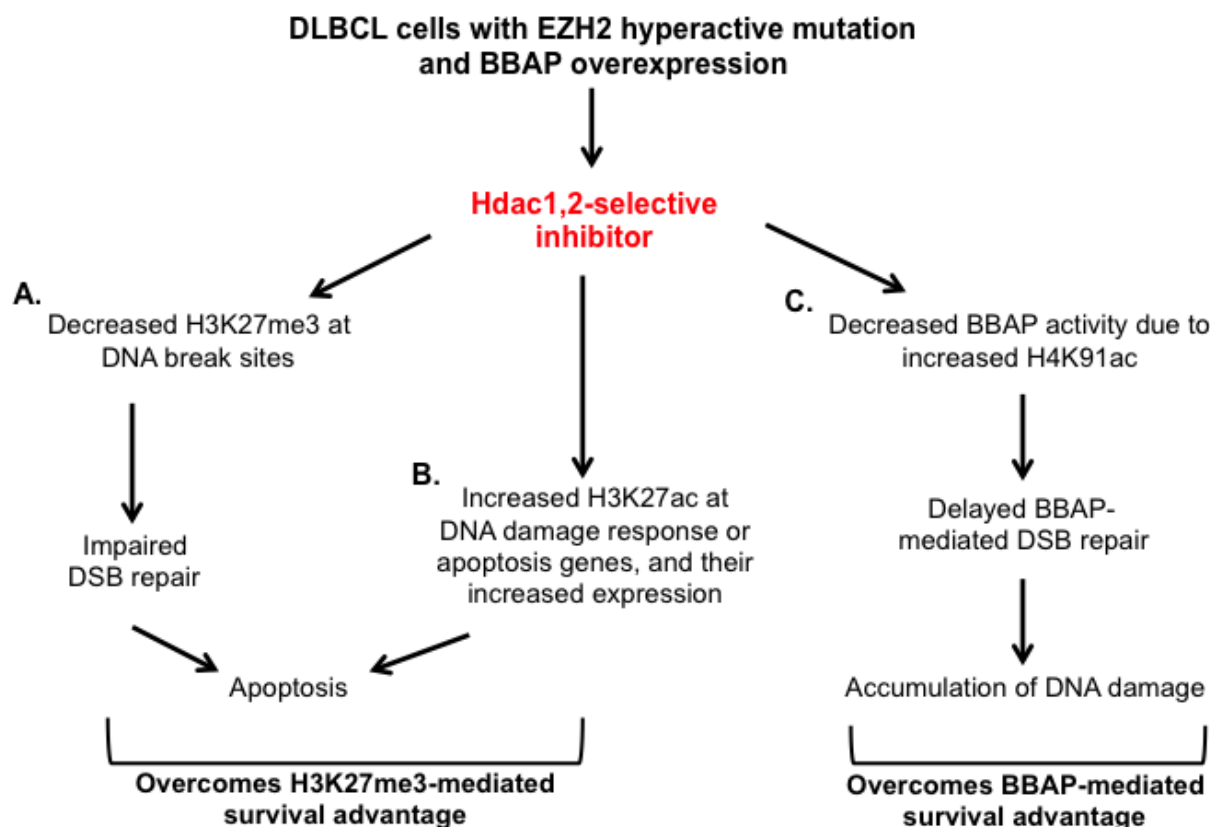 DLBCL cells with EZH2 hyperactive mutation
and BBAP overexpression
Hdac1,2-selective
inhibitor
A.
Decreased H3K27me3 at
DNA break sites
Impaired
DSB repair
B.
Increased H3K27ac at
DNA damage response or
apoptosis genes, and their
increased expression
Apoptosis
Overcomes H3K27me3-mediated
survival advantage
C.
Decreased BBAP activity due to
increased H4K91ac
Delayed BBAP-
mediated DSB repair
Accumulation of DNA damage
Overcomes BBAP-mediated
survival advantage